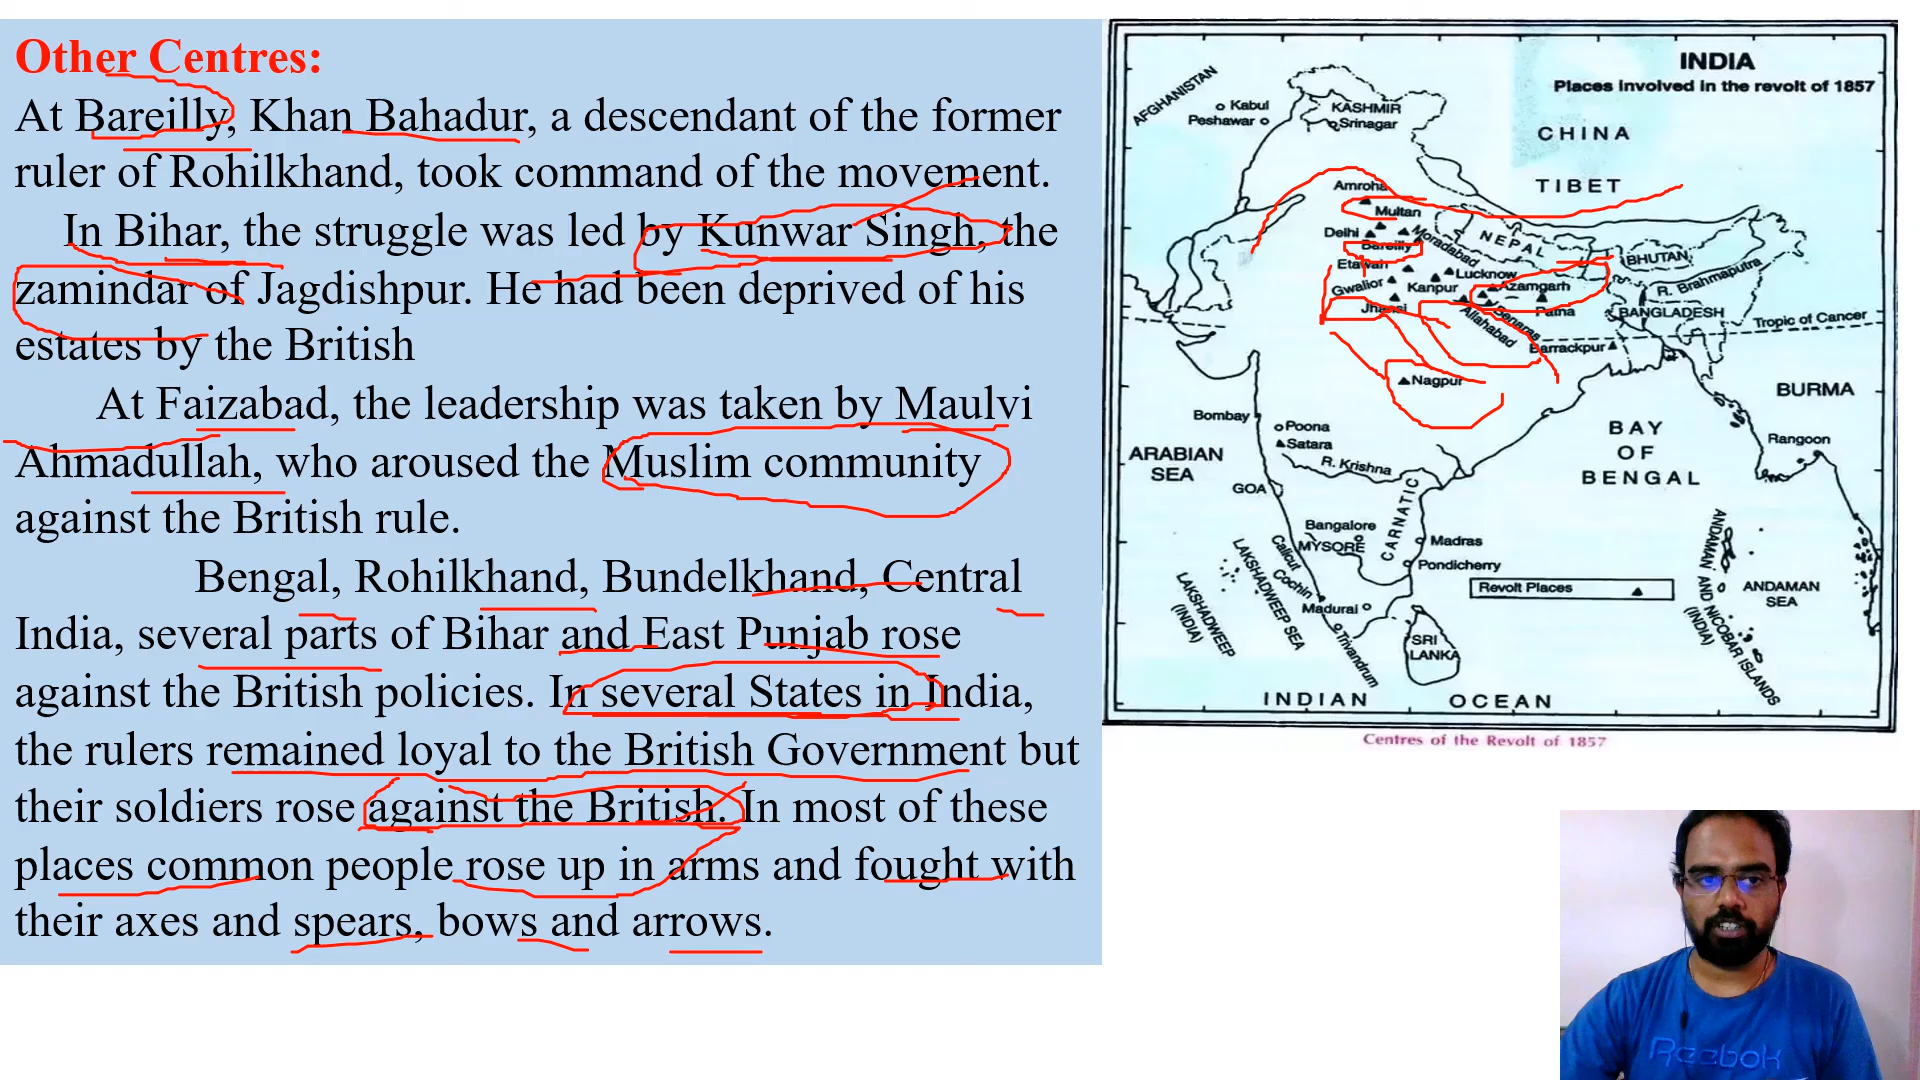 Other Centres:
At Bareilly, Khan Bahadur, a descendant of the former
ruler of Rohilkhand, took command of the movement.
In Bihar, the struggle was led by Kunwar Singh, the
zamindar of Jagdishpur. He had been deprived of his
estates by the British
At Faizabad, the leadership was taken by Maulvi
Ahmadullah, who aroused the Muslim community
against the British rule.
Bengal, Rohilkhand, Bundelkhand, Central
India, several parts of Bihar and East Punjab rose
against the British policies. In several States in India,
the rulers remained loyal to the British Government but
their soldiers rose against the British. In most of these
places common people rose up in arms and fought with
their axes and spears, bows and arrows.
INDIA
Places involved in the revolt of 1857
AFGHANISTAN
Kabul
Peshawar
KASHMIR
Srinagar
CHINA
TIBET
Amroha
Multan
Delhi
Moradabad
Bareilly
NEPAL
BHUTAN
Etawah
Lucknow
R. Brahmaputra
Gwalior
Kanpur
Azamgarh
Jhansi
Allahabad
Benaras
Patna
BANGLADESH
Tropic of Cancer
Barrackpur
Nagpur
BURMA
Bombay
Poona
Satara
R. Krishna
ARABIAN
SEA
BAY
OF
BENGAL
Rangoon
GOA
CARNATIC
Bangalore
MYSORE
Madras
Pondicherry
Calicut
Cochin
LAKSHADWEEP SEA
LAKSHADWEEP
(INDIA)
Madurai
Trivandrum
SRI
LANKA
Revolt Places
ANDAMAN AND NICOBAR ISLANDS
(INDIA)
ANDAMAN
SEA
INDIAN OCEAN
Centres of the Revolt of 1857
Reebok